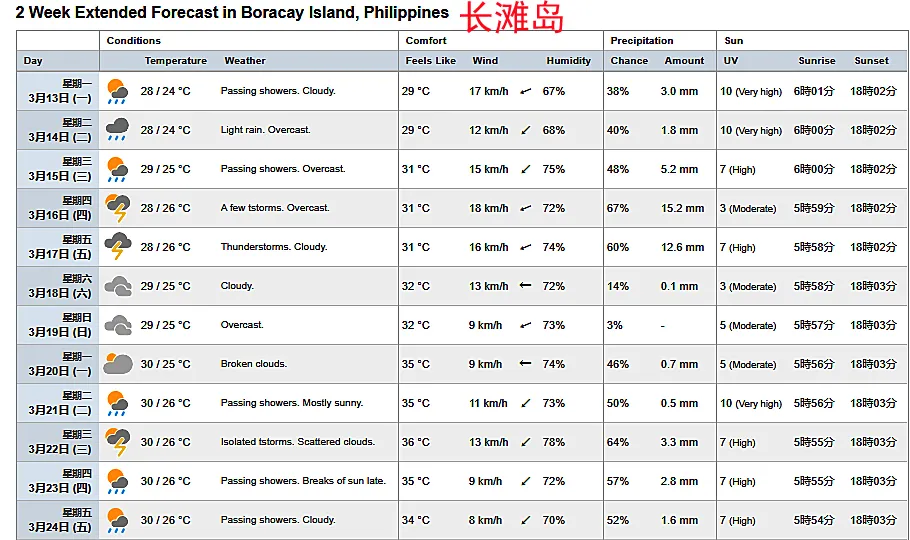 2 Week Extended Forecast in Boracay Island, Philippines 长滩岛
Conditions Comfort Precipitation Sun
Day Temperature Weather Feels Like Wind Humidity Chance Amount UV Sunrise Sunset
星期一
3月13日 (一) 28 / 24 °C Passing showers. Cloudy. 29 °C 17 km/h 67% 38% 3.0 mm 10 (Very high) 6時01分 18時02分
星期二
3月14日 (二) 28 / 24 °C Light rain. Overcast. 29 °C 12 km/h 68% 40% 1.8 mm 10 (Very high) 6時00分 18時02分
星期三
3月15日 (三) 29 / 25 °C Passing showers. Overcast. 31 °C 15 km/h 75% 48% 5.2 mm 7 (High) 6時00分 18時02分
星期四
3月16日 (四) 28 / 26 °C A few tstorms. Overcast. 31 °C 18 km/h 72% 67% 15.2 mm 3 (Moderate) 5時59分 18時02分
星期五
3月17日 (五) 28 / 26 °C Thunderstorms. Cloudy. 31 °C 16 km/h 74% 60% 12.6 mm 7 (High) 5時58分 18時02分
星期六
3月18日 (六) 29 / 25 °C Cloudy. 32 °C 13 km/h 72% 14% 0.1 mm 3 (Moderate) 5時58分 18時03分
星期日
3月19日 (日) 29 / 25 °C Overcast. 32 °C 9 km/h 73% 3% - 5 (Moderate) 5時57分 18時03分
星期一
3月20日 (一) 30 / 25 °C Broken clouds. 35 °C 9 km/h 74% 46% 0.7 mm 5 (Moderate) 5時56分 18時03分
星期二
3月21日 (二) 30 / 26 °C Passing showers. Mostly sunny. 35 °C 11 km/h 73% 50% 0.5 mm 10 (Very high) 5時56分 18時03分
星期三
3月22日 (三) 30 / 26 °C Isolated tstorms. Scattered clouds. 36 °C 13 km/h 78% 64% 3.3 mm 7 (High) 5時55分 18時03分
星期四
3月23日 (四) 30 / 26 °C Passing showers. Breaks of sun late. 35 °C 9 km/h 72% 57% 2.8 mm 7 (High) 5時55分 18時03分
星期五
3月24日 (五) 30 / 26 °C Passing showers. Cloudy. 34 °C 8 km/h 70% 52% 1.6 mm 7 (High) 5時54分 18時03分